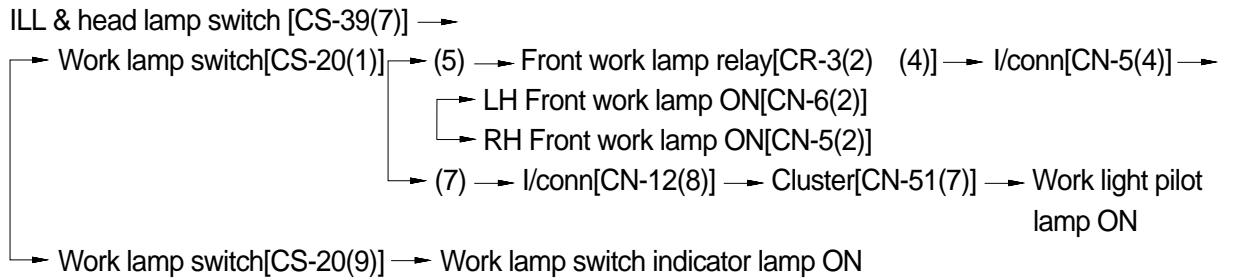 ILL & head lamp switch [CS-39(7)] →
→ Work lamp switch[CS-20(1)] → (5) → Front work lamp relay[CR-3(2) (4)] → I/conn[CN-5(4)] →
→ LH Front work lamp ON[CN-6(2)]
→ RH Front work lamp ON[CN-5(2)]
→ (7) → I/conn[CN-12(8)] → Cluster[CN-51(7)] → Work light pilot
lamp ON
→ Work lamp switch[CS-20(9)] → Work lamp switch indicator lamp ON